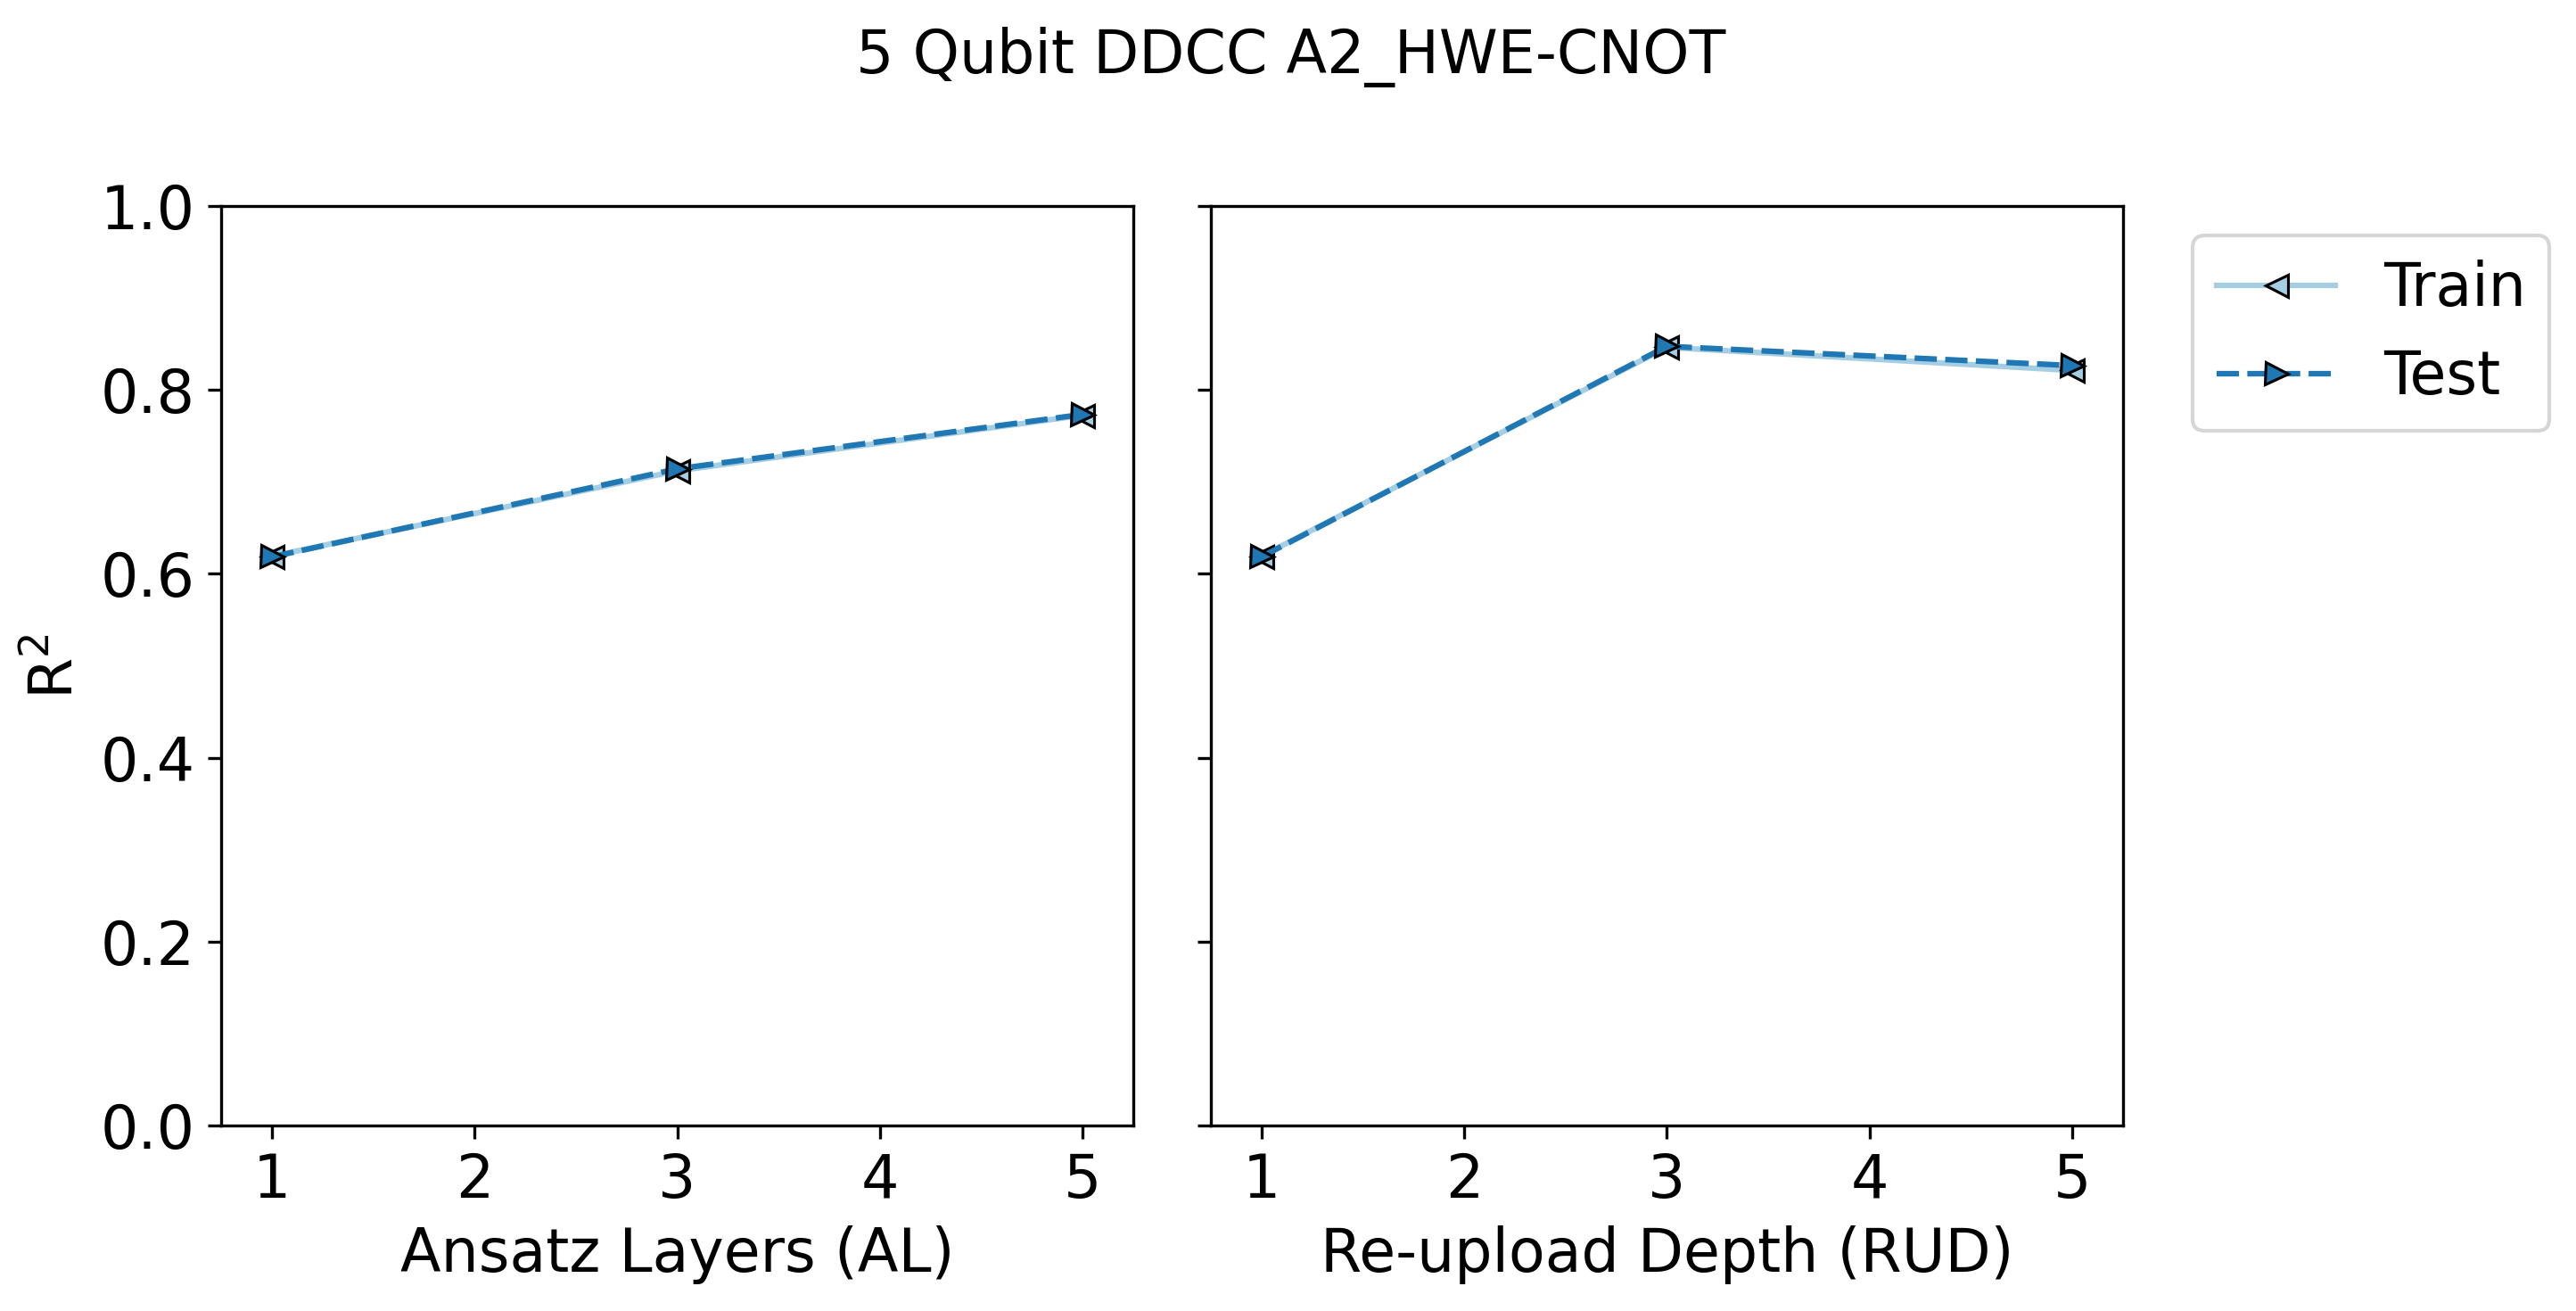 5 Qubit DDCC A2_HWE-CNOT
R²
1.0
0.8
0.6
0.4
0.2
0.0
1 2 3 4 5
Ansatz Layers (AL)
1 2 3 4 5
Re-upload Depth (RUD)
Train
Test